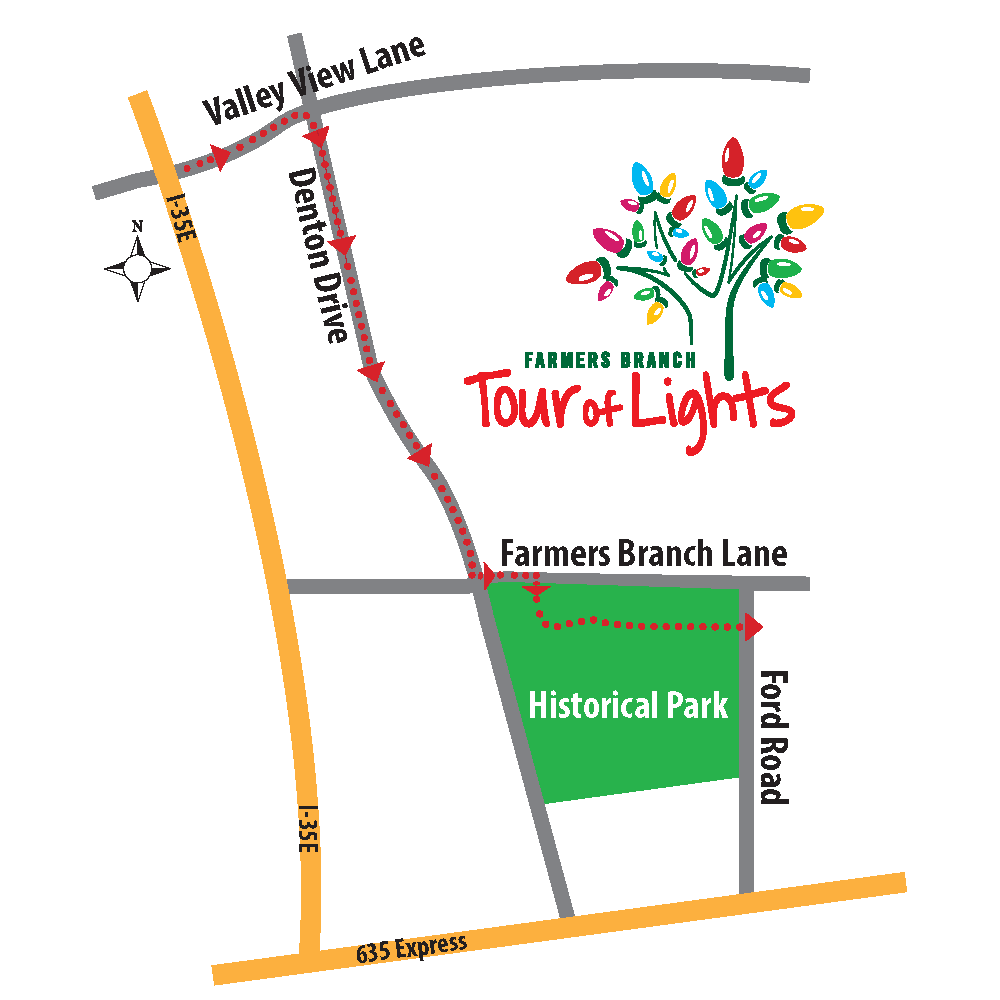 Valley View Lane
I-35E
N
Denton Drive
FARMERS BRANCH
Tour of Lights
Farmers Branch Lane
Historical Park
Ford Road
I-35E
635 Express